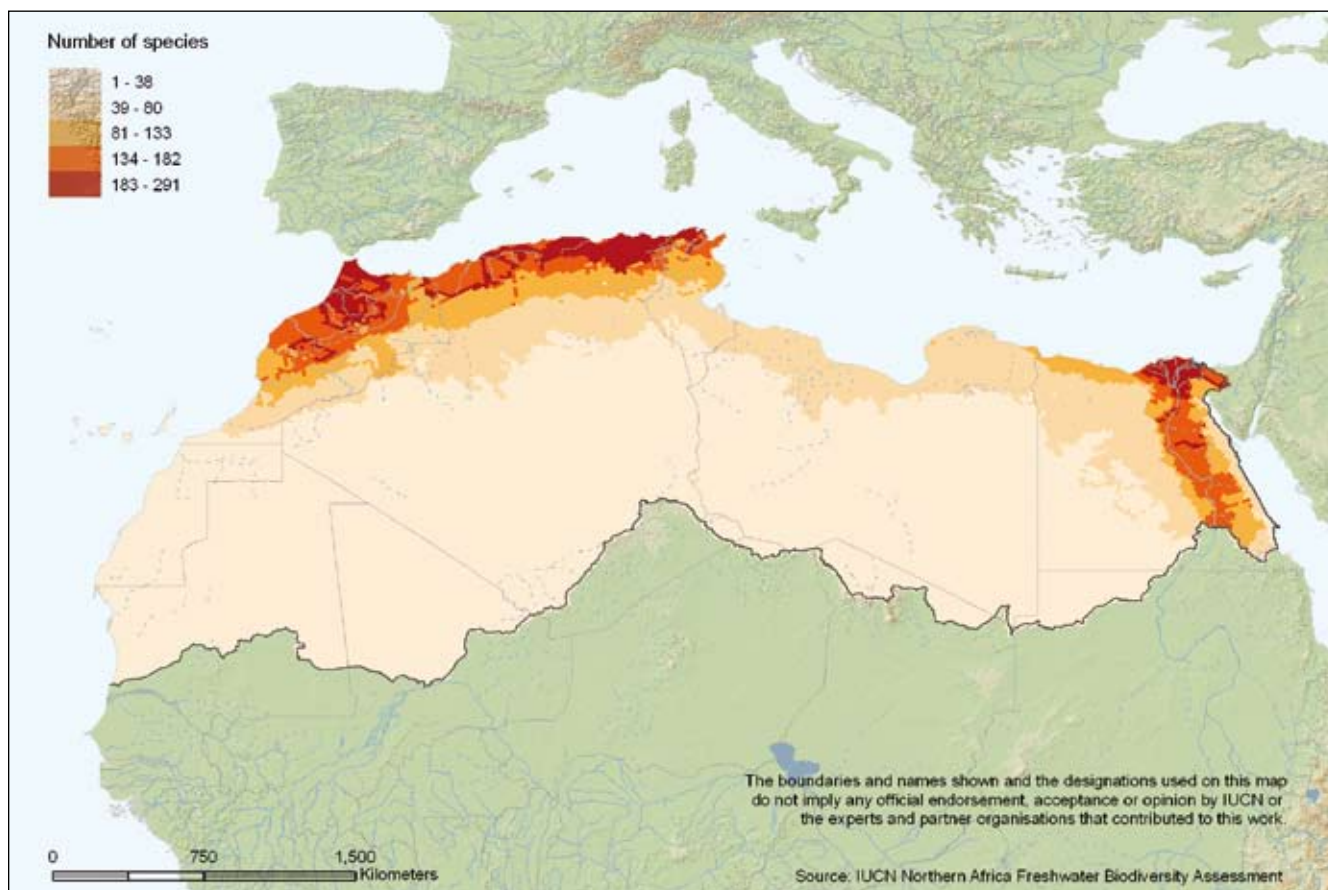 Number of species
1 - 38
39 - 80
81 - 133
134 - 182
183 - 291
The boundaries and names shown and the designations used on this map
do not imply any official endorsement, acceptance or opinion by IUCN or
the experts and partner organisations that contributed to this work.
0 750 1,500
Kilometers
Source: IUCN Northern Africa Freshwater Biodiversity Assessment